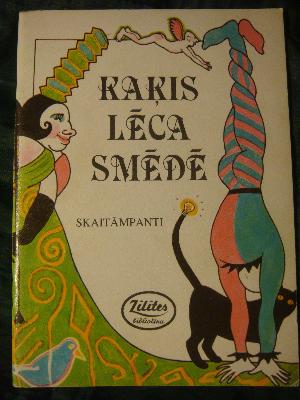 KAĶIS
LĒCA
SMĒDĒ
SKAITĀMPANTI
Zīlītes
bibliotēka